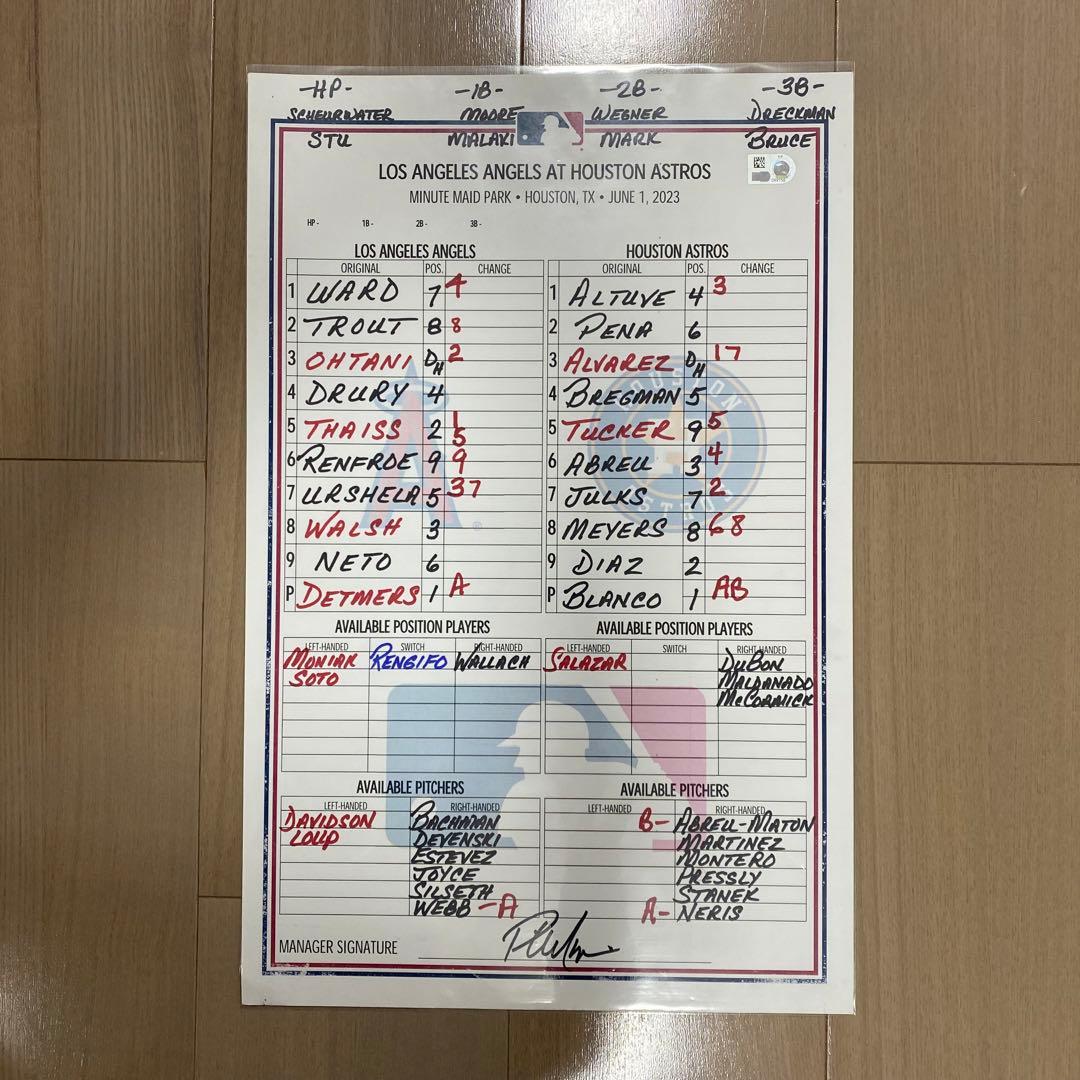 -HP- -1B- -2B- -3B-
SCHEURWATER MOORE WEGNER DRECKMAN
STU MALAKI MARK BRUCE
LOS ANGELES ANGELS AT HOUSTON ASTROS
MINUTE MAID PARK • HOUSTON, TX • JUNE 1, 2023
HP - 1B - 2B - 3B -
LOS ANGELES ANGELS
ORIGINAL POS. CHANGE
1 WARD 7 4
2 TROUT 8 8
3 OHTANI DH 2
4 DRURY 4
5 THAISS 2 1 5
6 RENFROE 9 9
7 URSHELA 5 37
8 WALSH 3
9 NETO 6
P DETMERS 1 A
AVAILABLE POSITION PLAYERS
LEFT-HANDED SWITCH RIGHT-HANDED
MONIAK RENGIFO WALLACH
SOTO
AVAILABLE PITCHERS
LEFT-HANDED RIGHT-HANDED
DAVIDSON BACHMAN
LOUP DEVENSKI
ESTEVEZ
JOYCE
SILSETH
WEBB -A
HOUSTON ASTROS
ORIGINAL POS. CHANGE
1 ALTUVE 4 3
2 PENA 6
3 ALVAREZ DH 17
4 BREGMAN 5
5 TUCKER 9 5
6 ABREU 3 4
7 JULKS 7 2
8 MEYERS 8 68
9 DIAZ 2
P BLANCO 1 AB
AVAILABLE POSITION PLAYERS
LEFT-HANDED SWITCH RIGHT-HANDED
SALAZAR DUBON
MALDANADO
MCCORMICK
AVAILABLE PITCHERS
LEFT-HANDED RIGHT-HANDED
B- ABREU-MATON
MARTINEZ
MONTERO
PRESSLY
STANEK
A- NERIS
MANAGER SIGNATURE